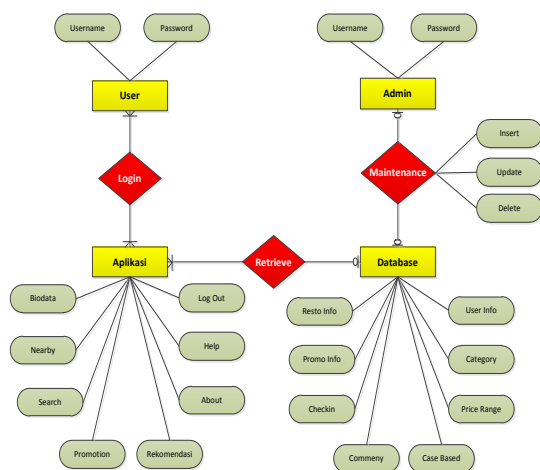 Username
Password
Username
Password
User
Admin
Insert
Login
Maintenance
Update
Delete
Aplikasi
Retrieve
Database
Biodata
Log Out
Resto Info
User Info
Nearby
Help
Promo Info
Category
Search
About
Checkin
Price Range
Promotion
Rekomendasi
Commeny
Case Based